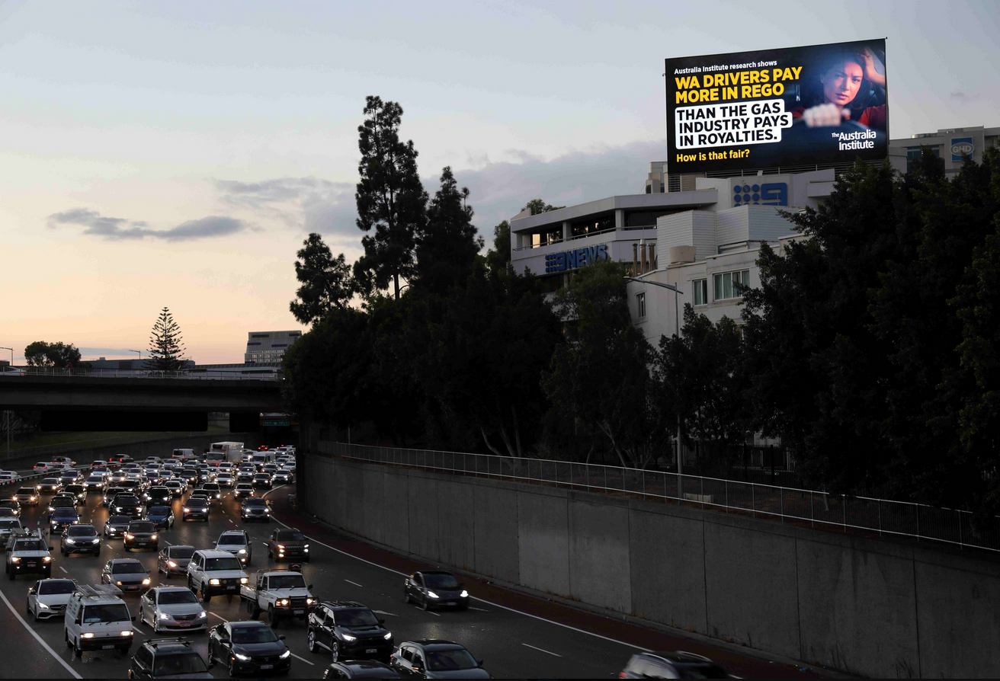 Australia Institute research shows
WA DRIVERS PAY
MORE IN REGO
THAN THE GAS
INDUSTRY PAYS
IN ROYALTIES.
How is that fair?
The Australia
Institute
GHD
9
9NEWS